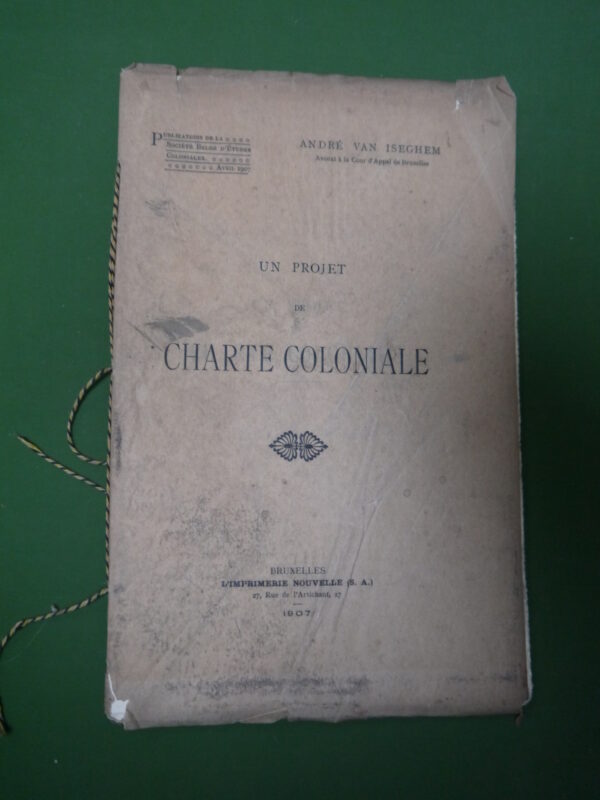 PUBLICATIONS DE LA
SOCIÉTÉ BELGE D'ÉTUDES
COLONIALES.
AVRIL 1907
ANDRÉ VAN ISEGHEM
Avocat à la Cour d'Appel de Bruxelles
UN PROJET
DE
CHARTE COLONIALE
BRUXELLES
L'IMPRIMERIE NOUVELLE (S. A.)
27, Rue de l'Artichaut, 27
1907